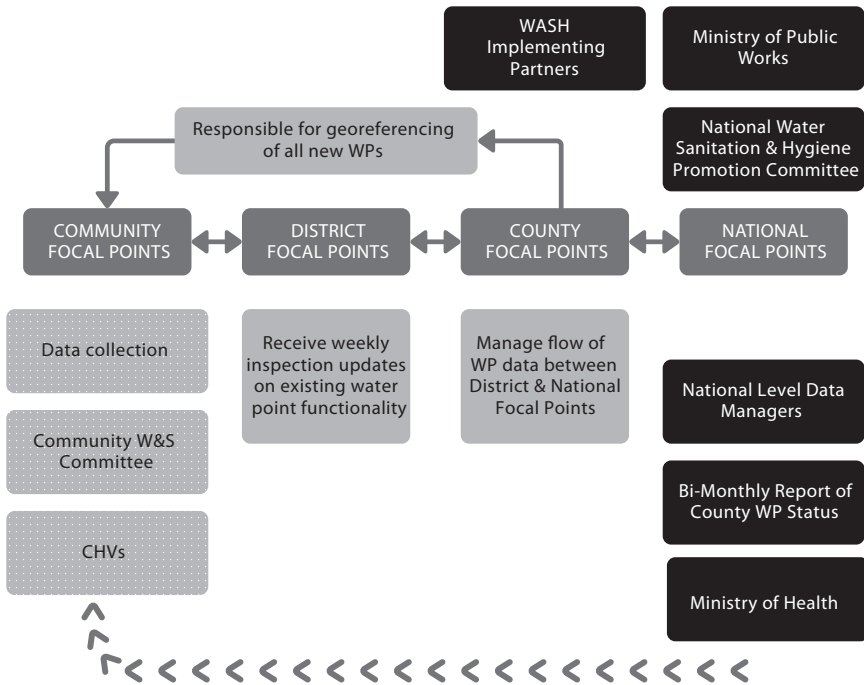 WASH
Implementing
Partners
Ministry of Public
Works
Responsible for georeferencing
of all new WPs
National Water
Sanitation & Hygiene
Promotion Committee
COMMUNITY
FOCAL POINTS
DISTRICT
FOCAL POINTS
COUNTY
FOCAL POINTS
NATIONAL
FOCAL POINTS
Data collection
Community W&S
Committee
CHVs
Receive weekly
inspection updates
on existing water
point functionality
Manage flow of
WP data between
District & National
Focal Points
National Level Data
Managers
Bi-Monthly Report of
County WP Status
Ministry of Health